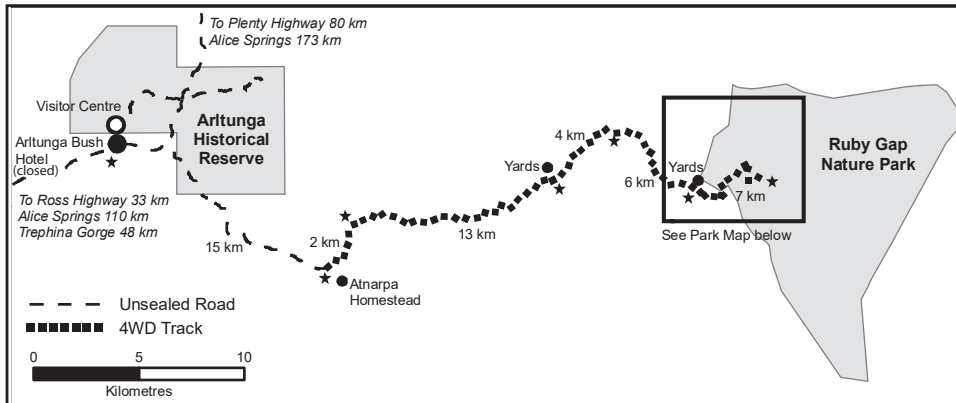 To Plenty Highway 80 km
Alice Springs 173 km
Visitor Centre
Arltunga Bush
Hotel
(closed)
Arltunga
Historical
Reserve
To Ross Highway 33 km
Alice Springs 110 km
Trephina Gorge 48 km
15 km
2 km
Atnarpa
Homestead
13 km
Yards
4 km
6 km
Yards
7 km
Ruby Gap
Nature Park
See Park Map below
Unsealed Road
4WD Track
0 5 10
Kilometres